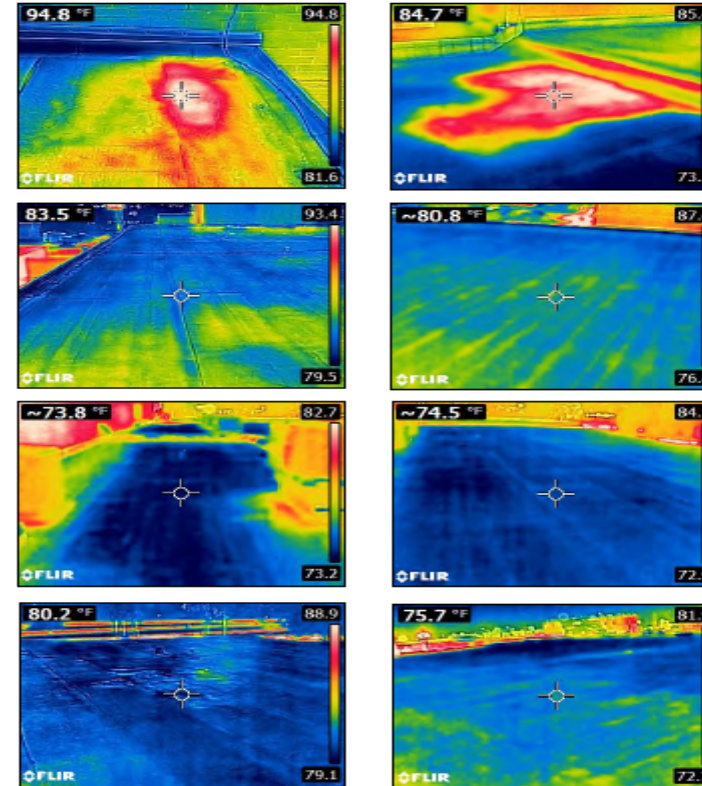 94.8 °F 94.8
81.6
FLIR
84.7 °F
FLIR
83.5 °F 93.4
79.5
FLIR
~80.8 °F
FLIR
~73.8 °F 82.7
73.2
FLIR
~74.5 °F
FLIR
80.2 °F 88.9
79.1
FLIR
75.7 °F
FLIR